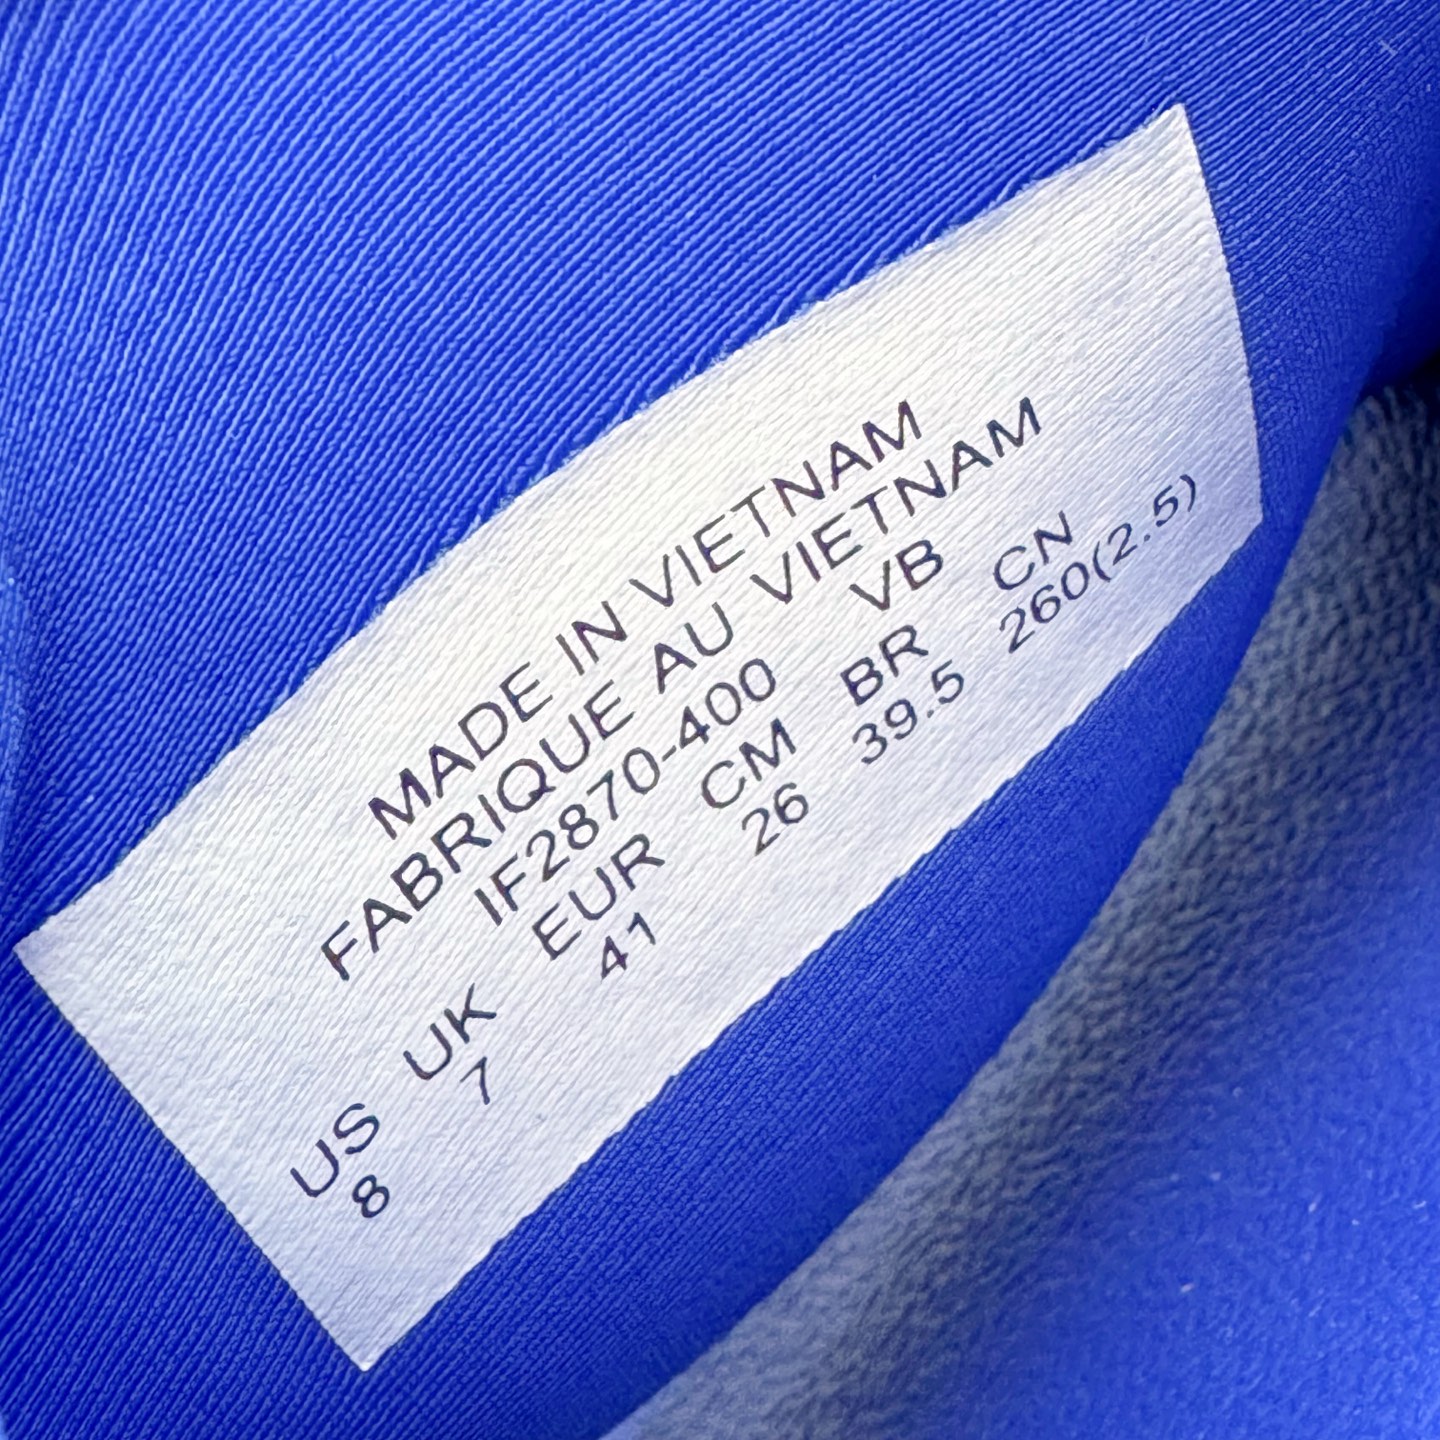 MADE IN VIETNAM
FABRIQUE AU VIETNAM
IF2870-400 VB
US UK EUR CM BR CN
8 7 41 26 39.5 260(2.5)